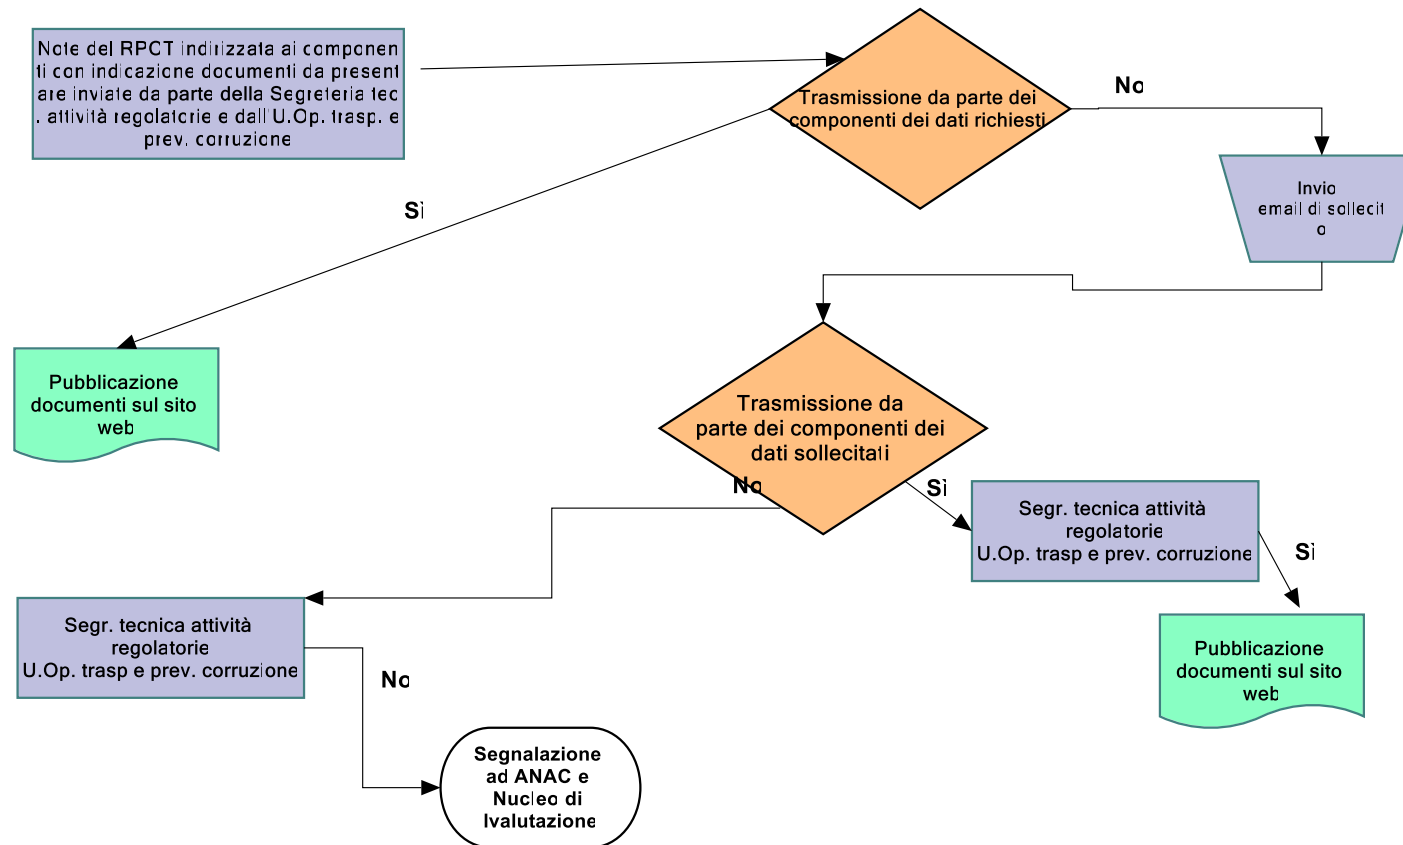 Note del RPCT indirizzata ai componen
ti con indicazione documenti da present
are inviate da parte della Segreteria tec
. attività regolatorie e dall'U.Op. trasp. e
prev. corruzione
Trasmissione da parte dei
componenti dei dati richiesti
No
Invio
email di sollecit
o
Sì
Pubblicazione
documenti sul sito
web
Trasmissione da
parte dei componenti dei
dati sollecitati
No
Sì
Segr. tecnica attività
regolatorie
U.Op. trasp e prev. corruzione
Sì
Pubblicazione
documenti sul sito
web
Segr. tecnica attività
regolatorie
U.Op. trasp e prev. corruzione
No
Segnalazione
ad ANAC e
Nucleo di
lvalutazione